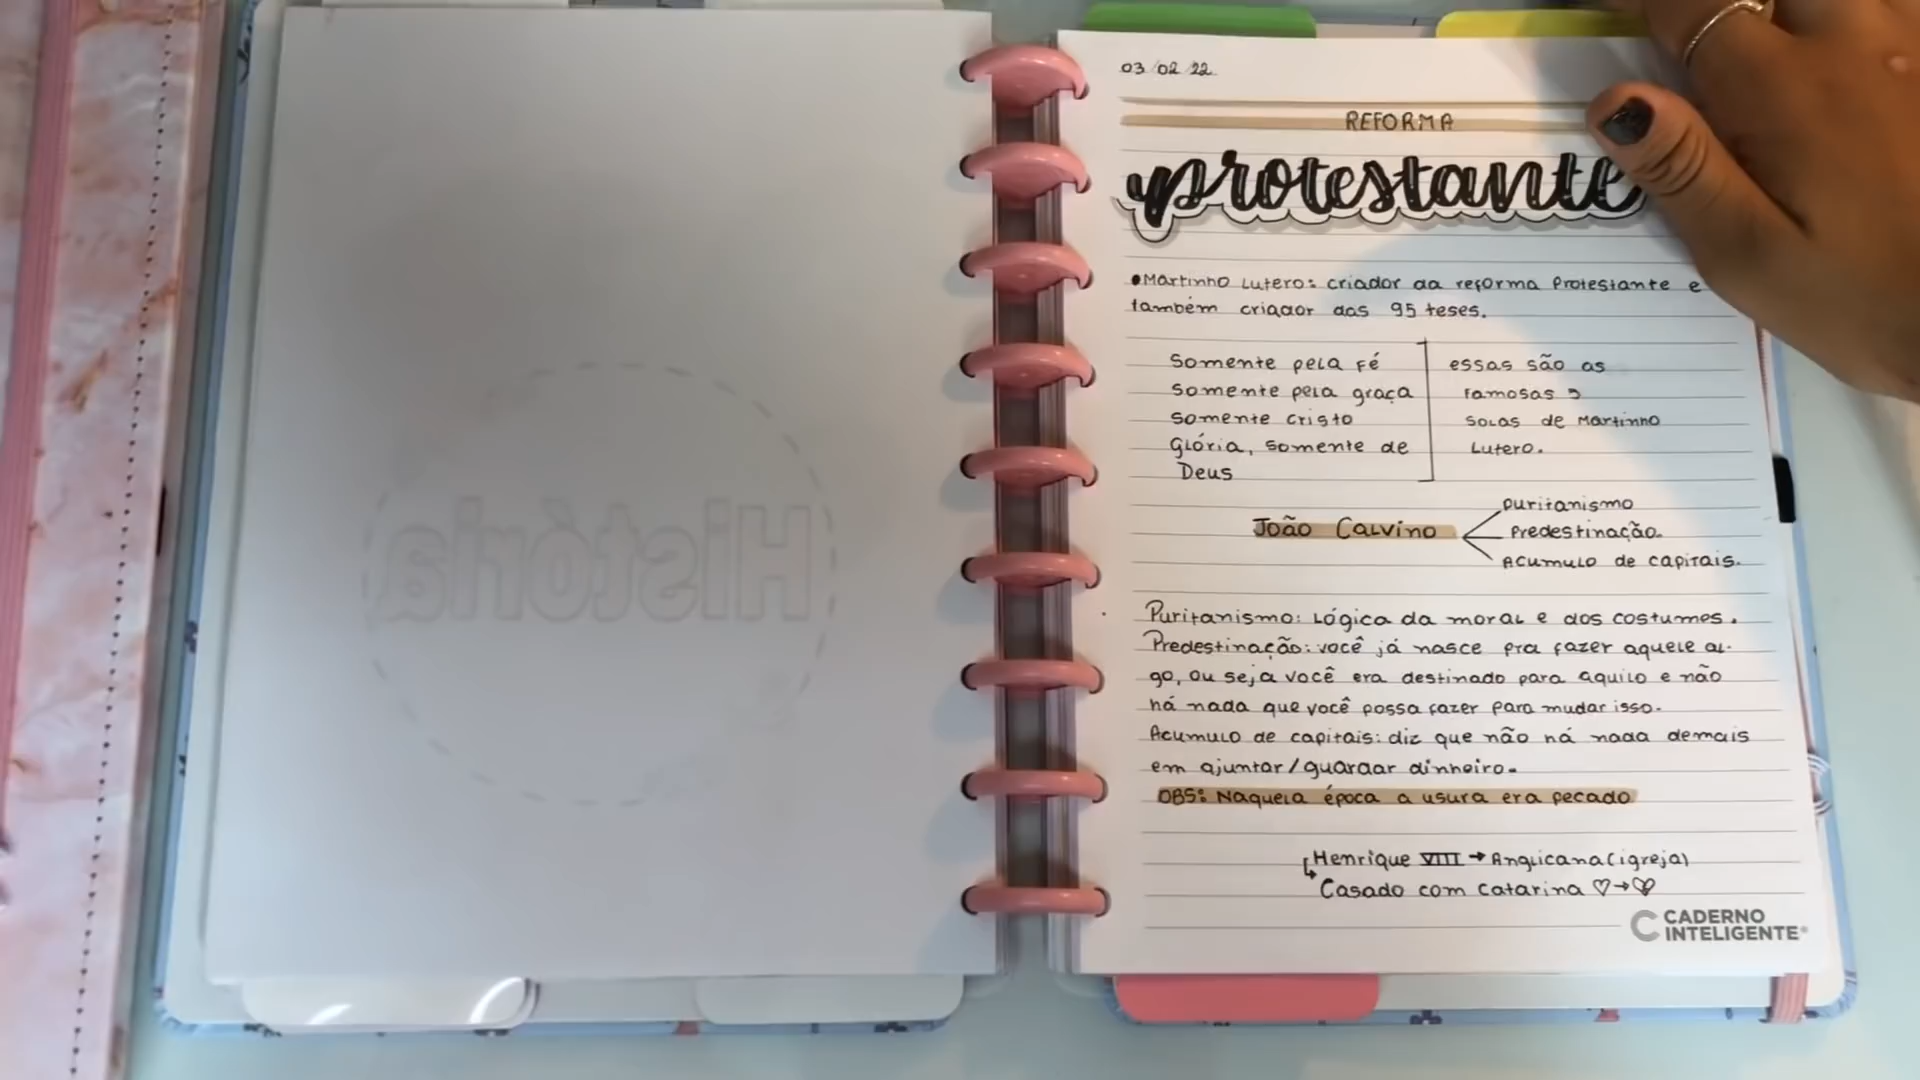 História
03/02/22
REFORMA
protestante
•Martinho Lutero: criador da reforma Protestante e
também criador das 95 teses.
Somente pela Fé
Somente pela graça
Somente Cristo
Glória, somente de
Deus
essas são as
famosas 5
solas de Martinho
Lutero.
João Calvino
puritanismo
Predestinação.
Acumulo de capitais.
Puritanismo: Lógica da moral e dos costumes.
Predestinação: você já nasce pra fazer aquele al-
go, ou seja você era destinado para aquilo e não
há nada que você possa fazer para mudar isso.
Acumulo de capitais: diz que não há nada demais
em ajuntar/guardar dinheiro.
OBS: Naquela época a usura era pecado
Henrique VIII → Anglicana (igreja)
↳ Casado com Catarina ♡→💔
CADERNO
INTELIGENTE®